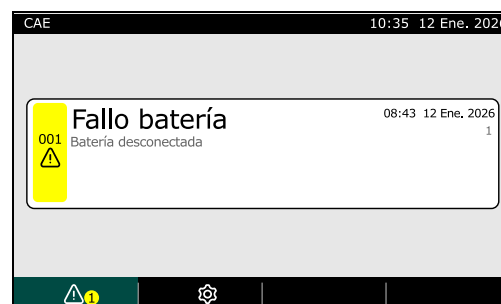 CAE 10:35 12 Ene. 2026
Fallo batería 08:43 12 Ene. 2026
001 Batería desconectada 1
1